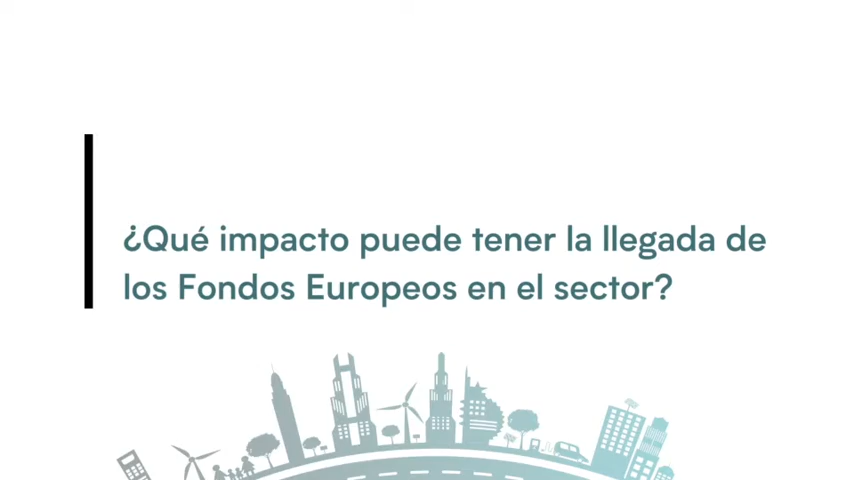 ¿Qué impacto puede tener la llegada de
los Fondos Europeos en el sector?